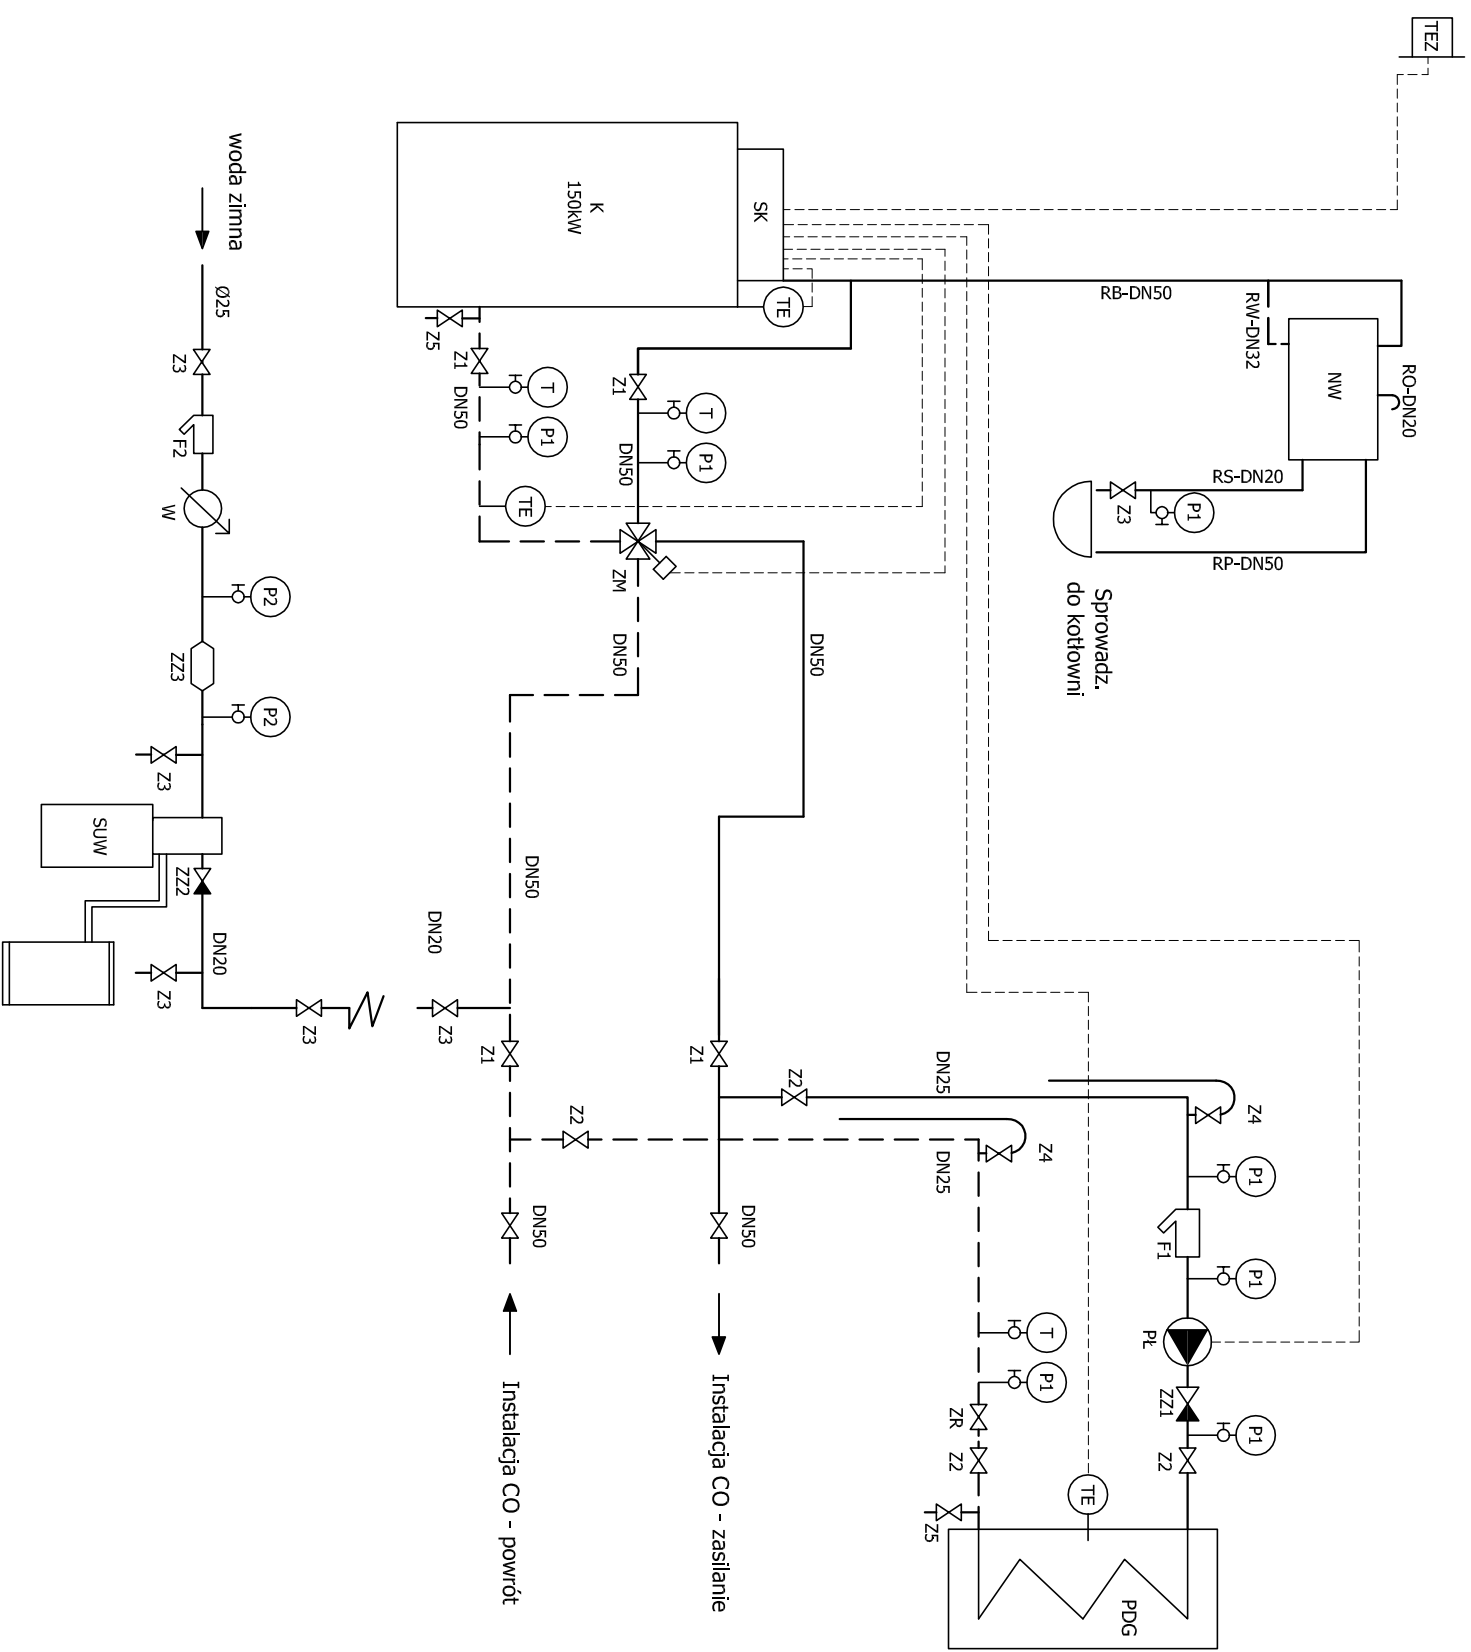 TEZ
woda zimna
Ø25
Z3
F2
W
P2
ZZ3
P2
Z3
SUW
ZZ2
DN20
Z3
Z3
K
150kW
SK
TE
Z5
Z1
DN50
T
P1
TE
Z1
DN50
T
P1
ZM
DN50
DN50
DN50
DN20
Z3
Z1
Z1
RB-DN50
RW-DN32
NW
RO-DN20
RS-DN20
Z3
P1
RP-DN50
Sprowadz.
do kotłowni
Z2
DN25
Z4
P1
F1
P1
PŁ
ZZ1
P1
Z2
Z2
DN25
Z4
T
P1
ZR
Z2
Z5
TE
PDG
DN50
DN50
Instalacja CO - zasilanie
Instalacja CO - powrót